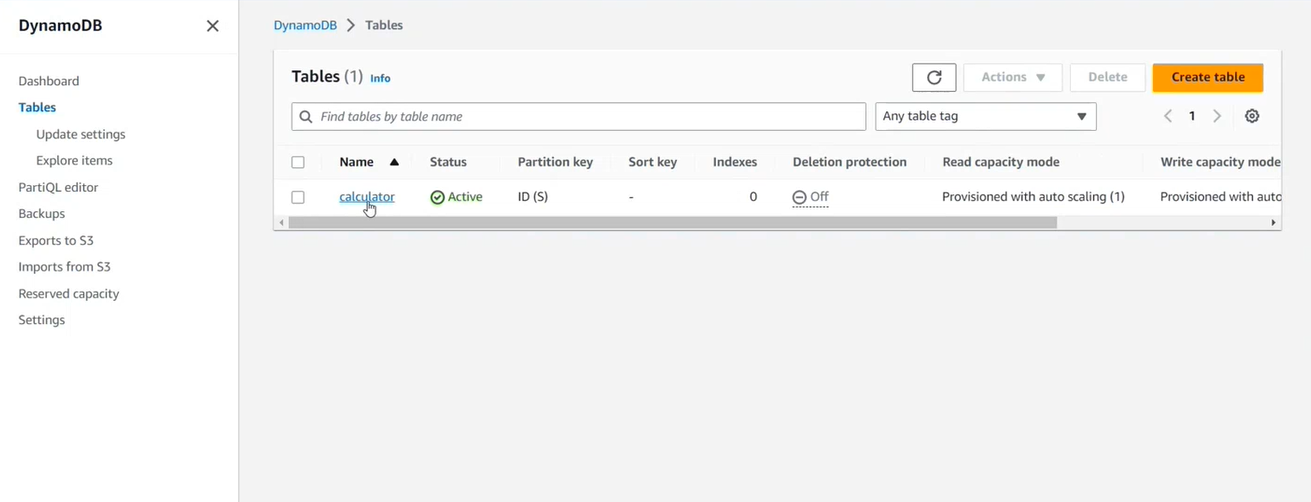 DynamoDB
Dashboard
Tables
Update settings
Explore items
PartiQL editor
Backups
Exports to S3
Imports from S3
Reserved capacity
Settings
DynamoDB Tables
Tables (1) Info Actions Delete Create table
Find tables by table name Any table tag 1
Name Status Partition key Sort key Indexes Deletion protection Read capacity mode Write capacity mode
calculator Active ID (S) - 0 Off Provisioned with auto scaling (1) Provisioned with auto